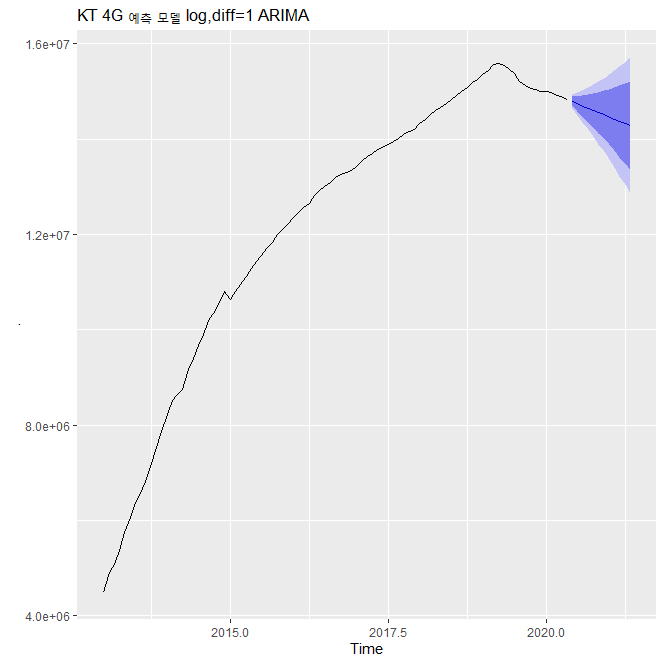 KT 4G 예측 모델 log,diff=1 ARIMA
1.6e+07
1.2e+07
.
8.0e+06
4.0e+06
2015.0
2017.5
2020.0
Time